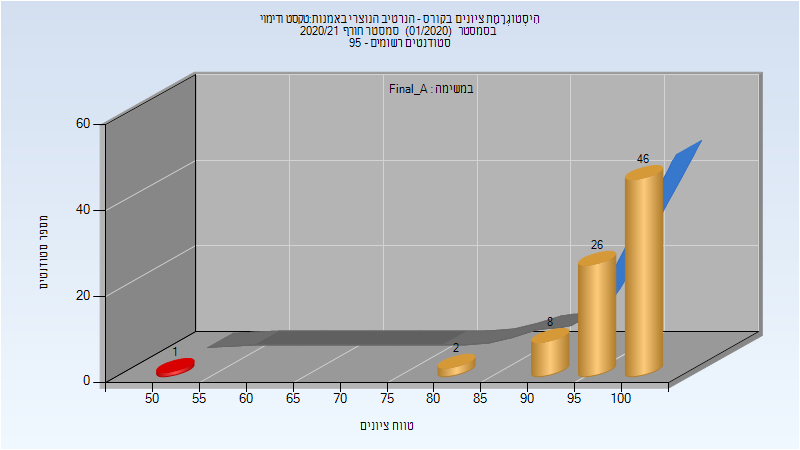 היסטוגרמת ציונים בקורס - הנרטיב הנוצרי באמנות:טקסט ודימוי
בסמסטר (01/2020) סמסטר חורף 2020/21
סטודנטים רשומים - 95
במשימה : Final_A
60
40
20
0
מספר סטודנטים
1
2
8
26
46
50 55 60 65 70 75 80 85 90 95 100
טווח ציונים